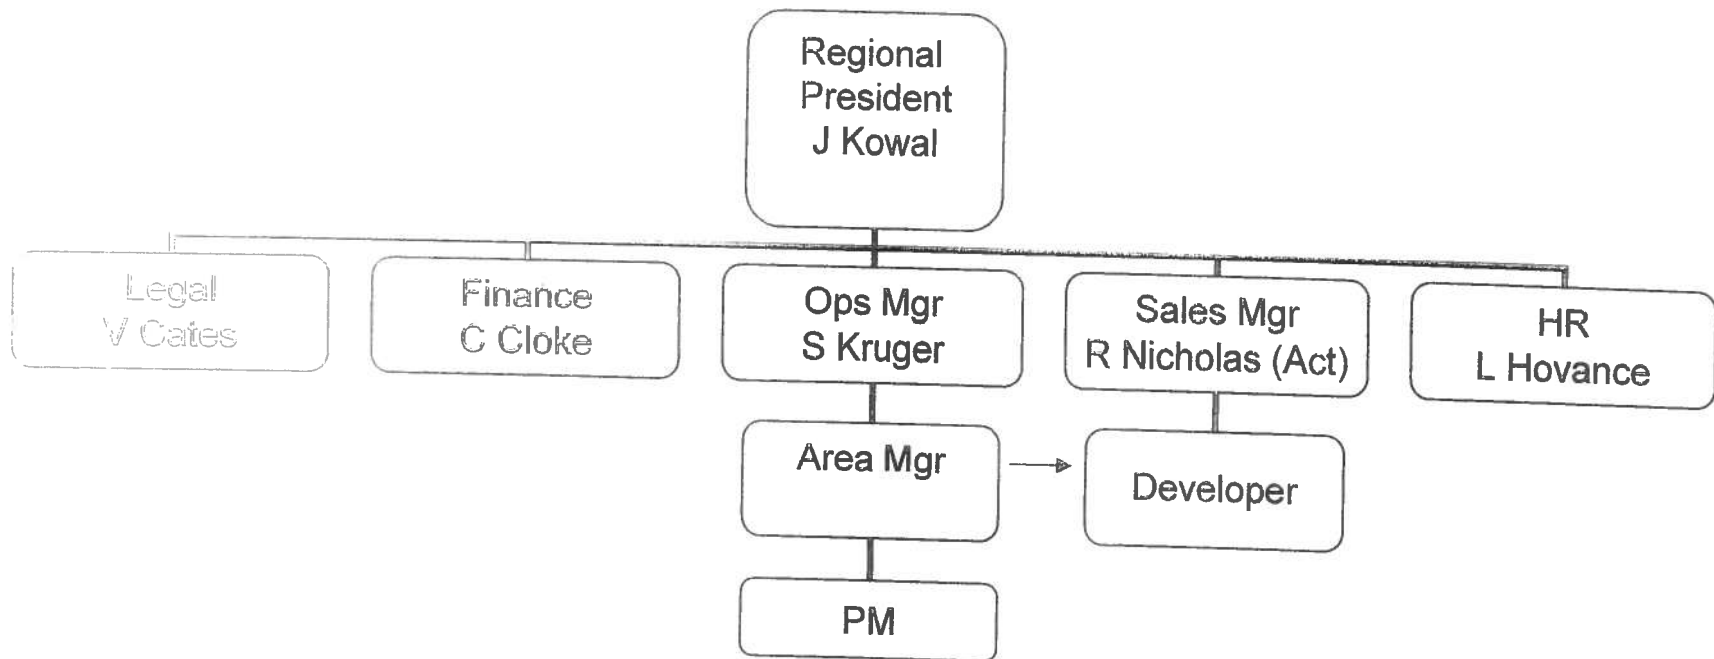 Regional
President
J Kowal
Legal
V Cates
Finance
C Cloke
Ops Mgr
S Kruger
Sales Mgr
R Nicholas (Act)
HR
L Hovance
Area Mgr
Developer
PM